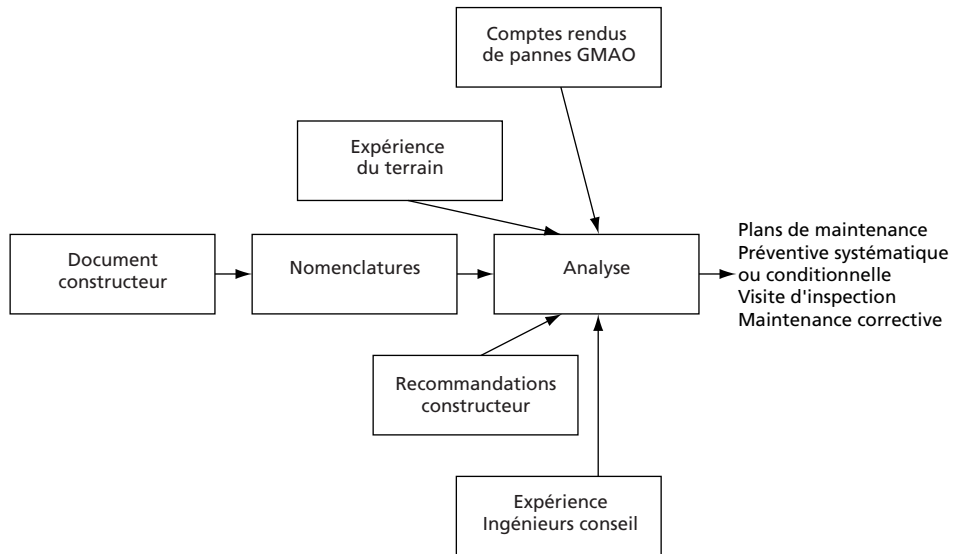 Comptes rendus
de pannes GMAO
Expérience
du terrain
Document
constructeur
Nomenclatures
Analyse
Plans de maintenance
Préventive systématique
ou conditionnelle
Visite d'inspection
Maintenance corrective
Recommandations
constructeur
Expérience
Ingénieurs conseil